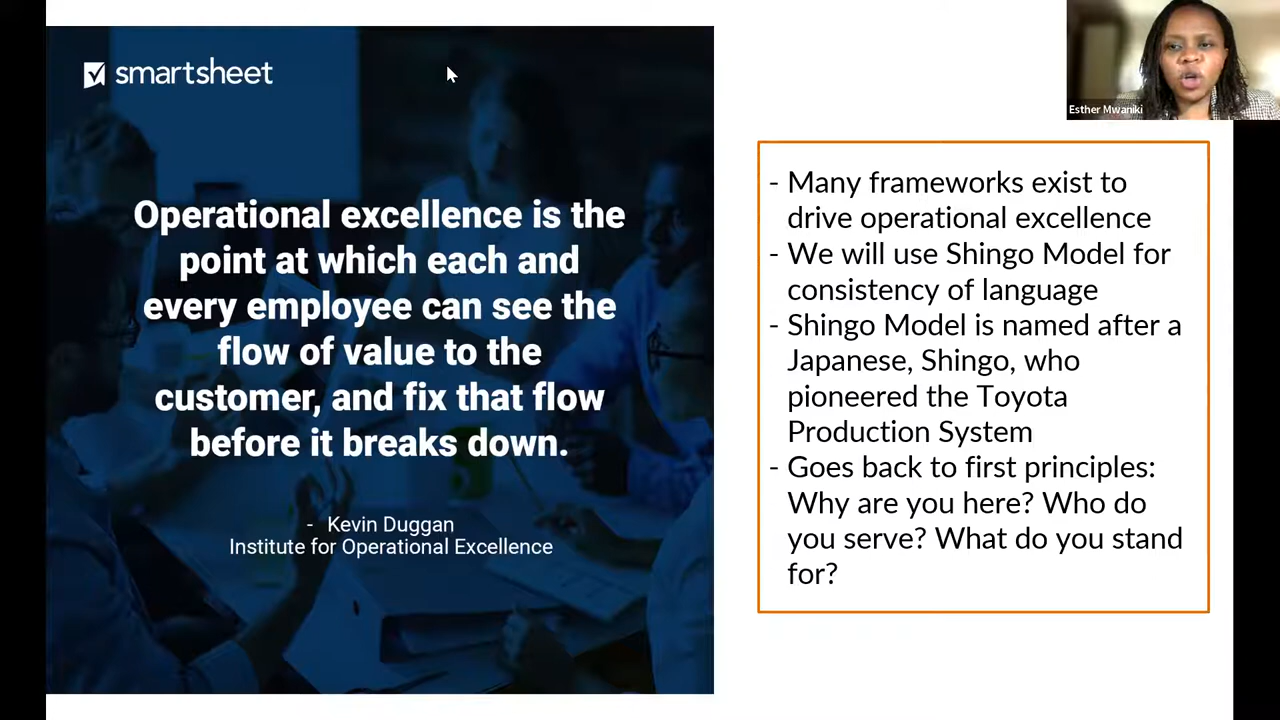 smartsheet
Operational excellence is the
point at which each and
every employee can see the
flow of value to the
customer, and fix that flow
before it breaks down.
- Kevin Duggan
Institute for Operational Excellence
Esther Mwaniki
- Many frameworks exist to
drive operational excellence
- We will use Shingo Model for
consistency of language
- Shingo Model is named after a
Japanese, Shingo, who
pioneered the Toyota
Production System
- Goes back to first principles:
Why are you here? Who do
you serve? What do you stand
for?